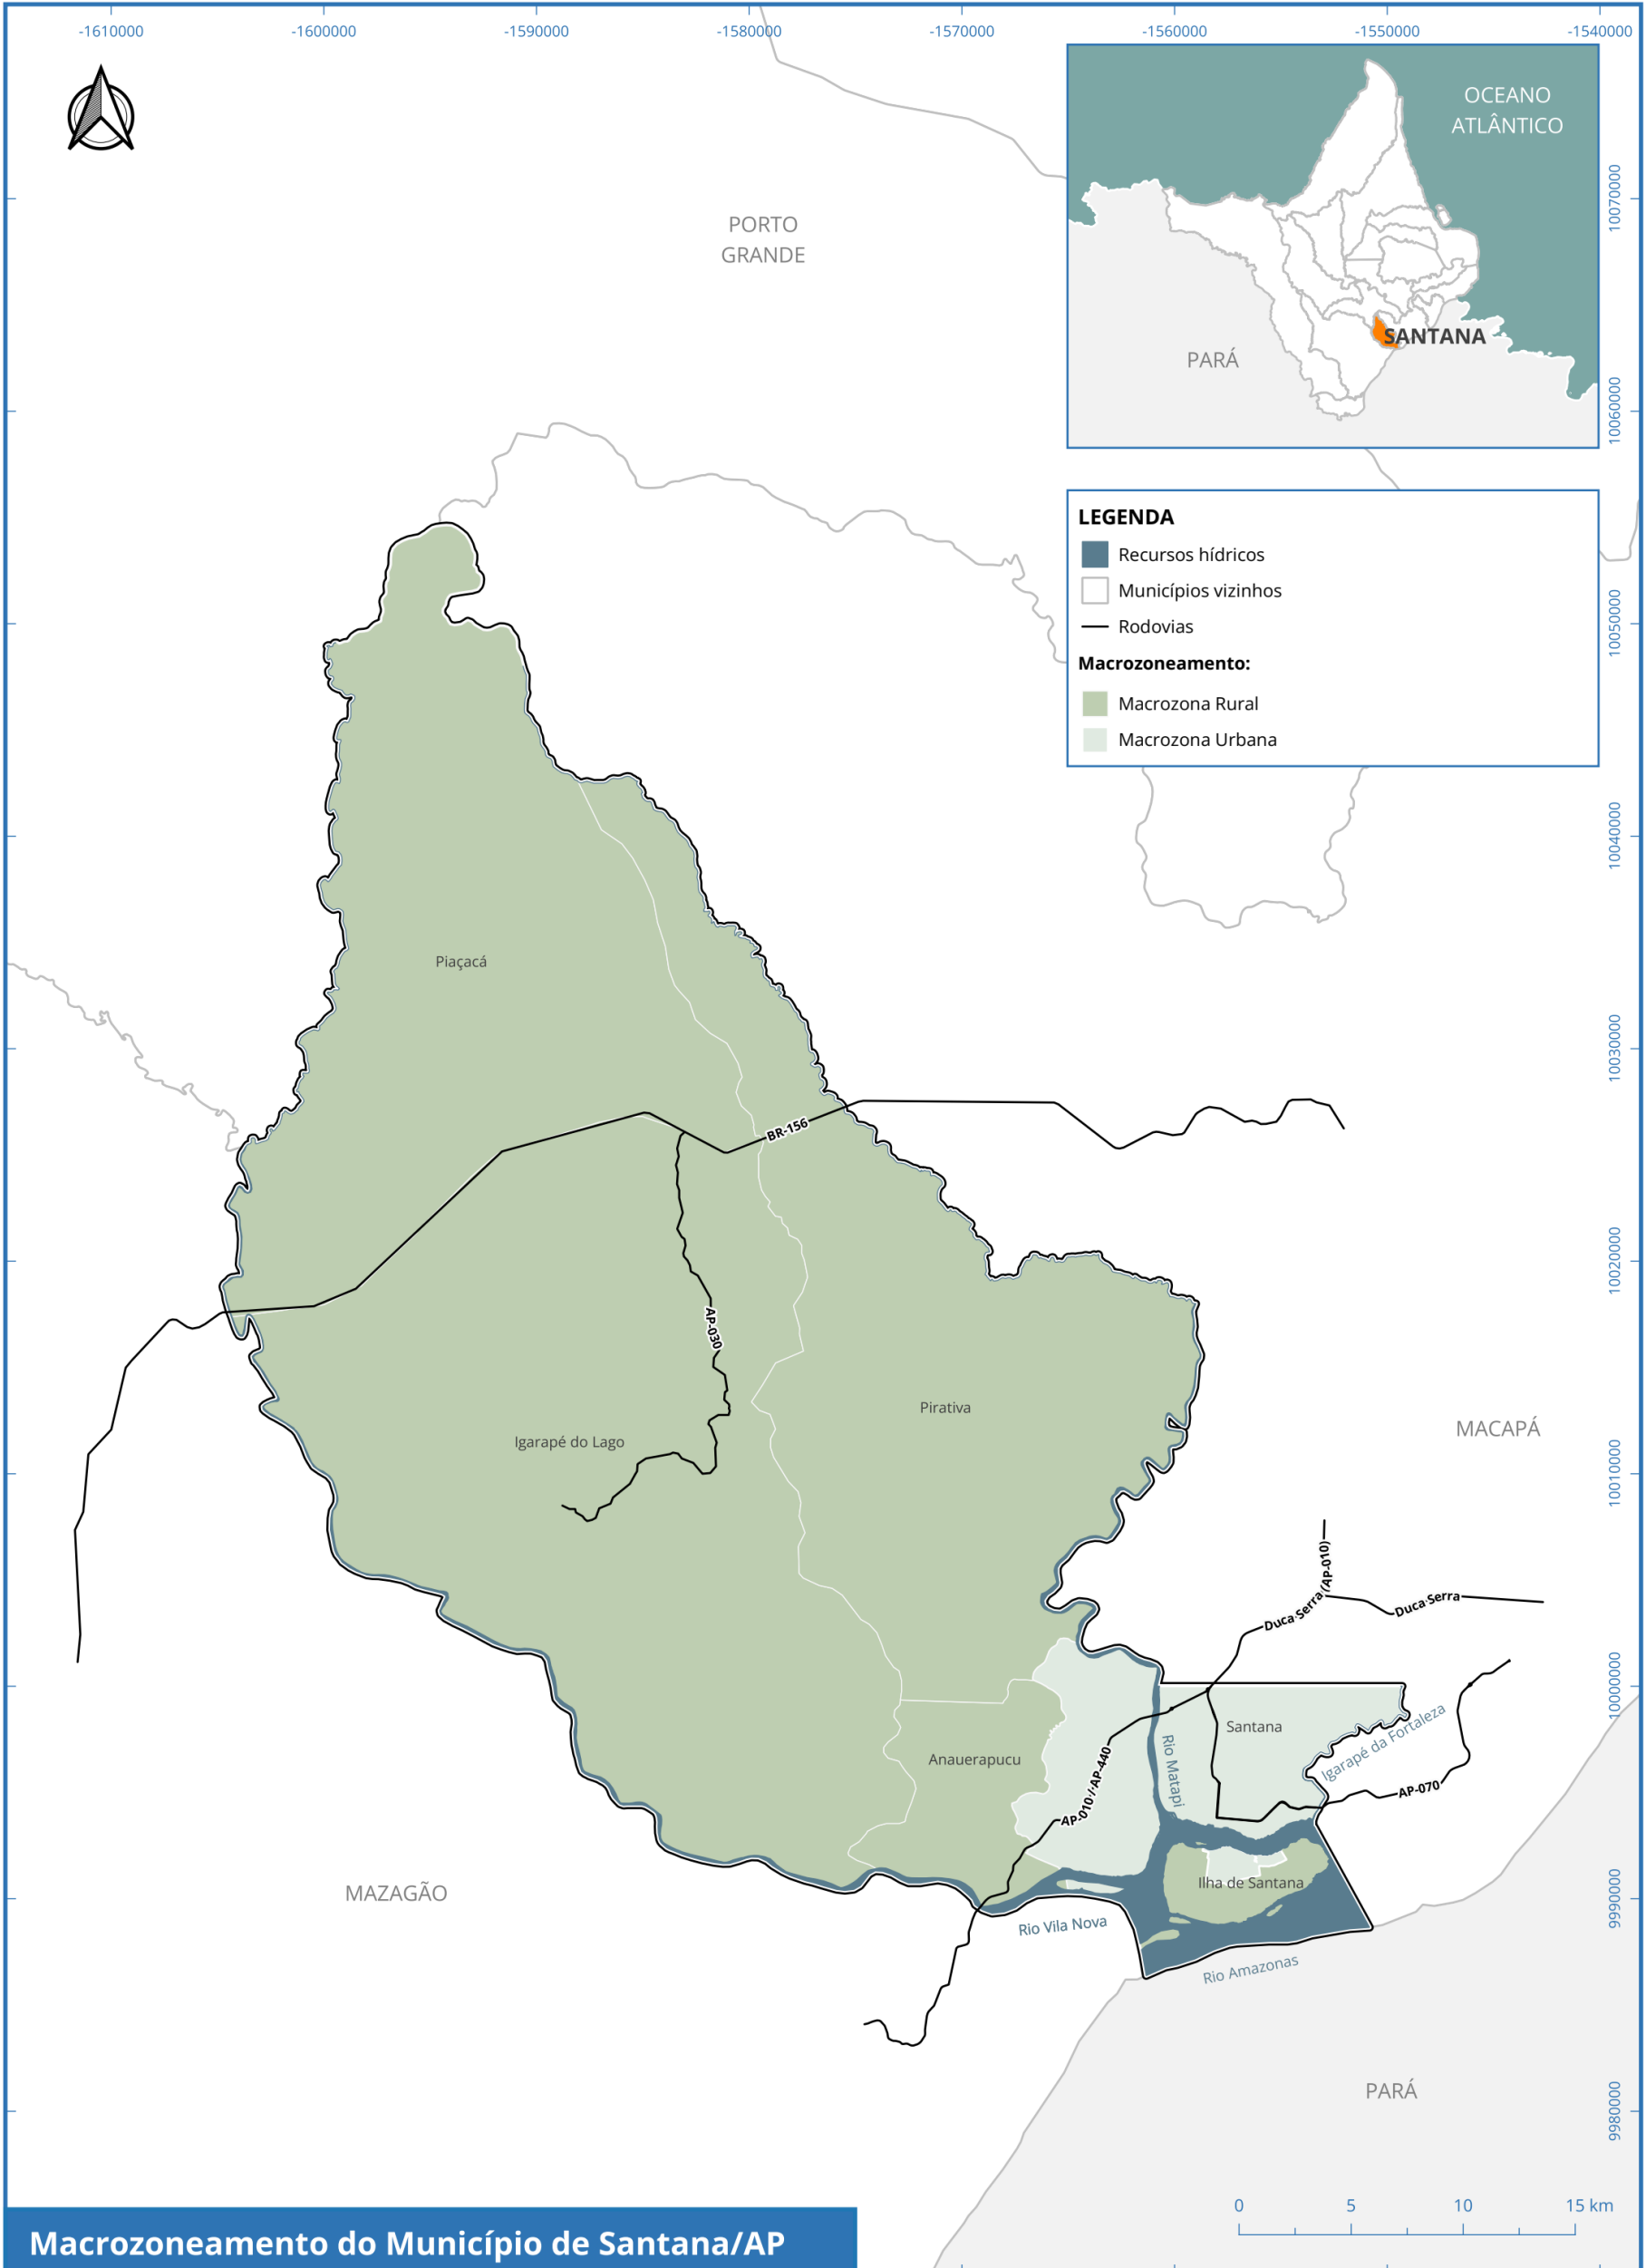 -1610000
-1600000
-1590000
-1580000
-1570000
-1560000
-1550000
-1540000
OCEANO
ATLÂNTICO
PARÁ
SANTANA
PORTO
GRANDE
10070000
10060000
LEGENDA
Recursos hídricos
Municípios vizinhos
Rodovias
Macrozoneamento:
Macrozona Rural
Macrozona Urbana
10050000
10040000
10030000
10020000
10010000
10000000
9990000
9980000
Piaçacá
BR-156
AP-030
Pirativa
Igarapé do Lago
MACAPÁ
Duca Serra (AP-010)
Duca Serra
Santana
Igarapé da Fortaleza
Rio Matapi
Anauerapucu
AP-010 / AP-440
AP-070
Ilha de Santana
MAZAGÃO
Rio Vila Nova
Rio Amazonas
PARÁ
0 5 10 15 km
Macrozoneamento do Município de Santana/AP